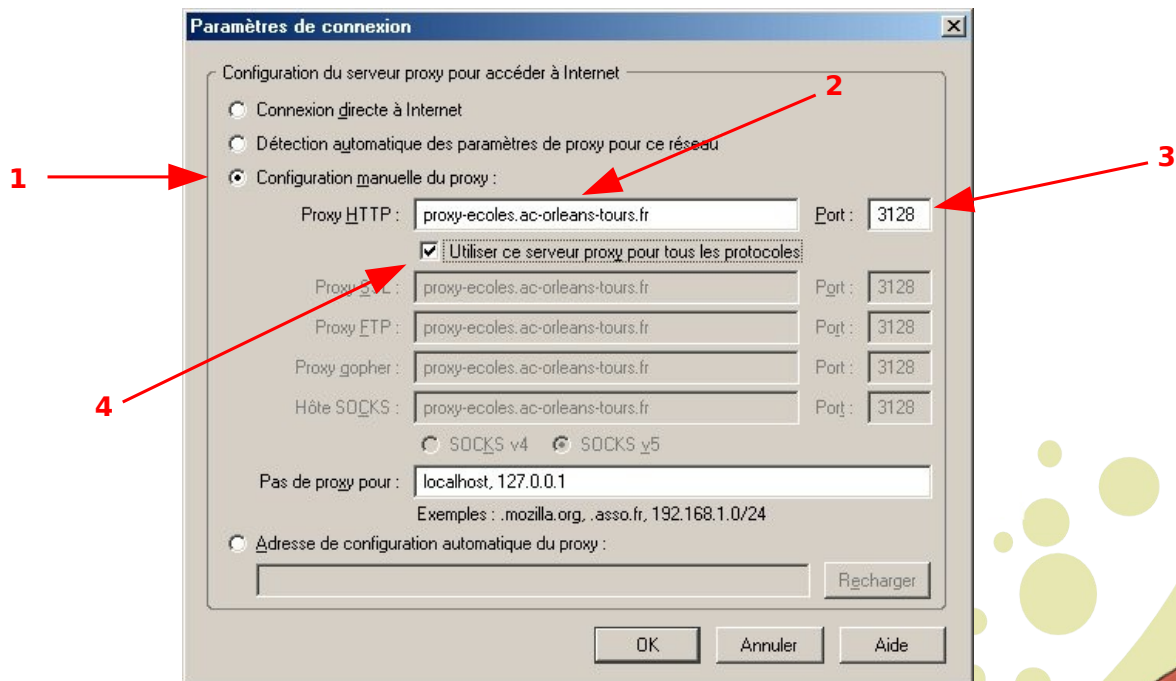 Paramètres de connexion
Configuration du serveur proxy pour accéder à Internet
2
Connexion directe à Internet
Détection automatique des paramètres de proxy pour ce réseau
3
1
Configuration manuelle du proxy :
Proxy HTTP : proxy-ecoles.ac-orleans-tours.fr Port : 3128
Utiliser ce serveur proxy pour tous les protocoles
Proxy SSL : proxy-ecoles.ac-orleans-tours.fr Port : 3128
Proxy FTP : proxy-ecoles.ac-orleans-tours.fr Port : 3128
Proxy gopher : proxy-ecoles.ac-orleans-tours.fr Port : 3128
4
Hôte SOCKS : proxy-ecoles.ac-orleans-tours.fr Port : 3128
SOCKS v4 SOCKS v5
Pas de proxy pour : localhost, 127.0.0.1
Exemples : .mozilla.org, .asso.fr, 192.168.1.0/24
Adresse de configuration automatique du proxy :
Recharger
OK Annuler Aide